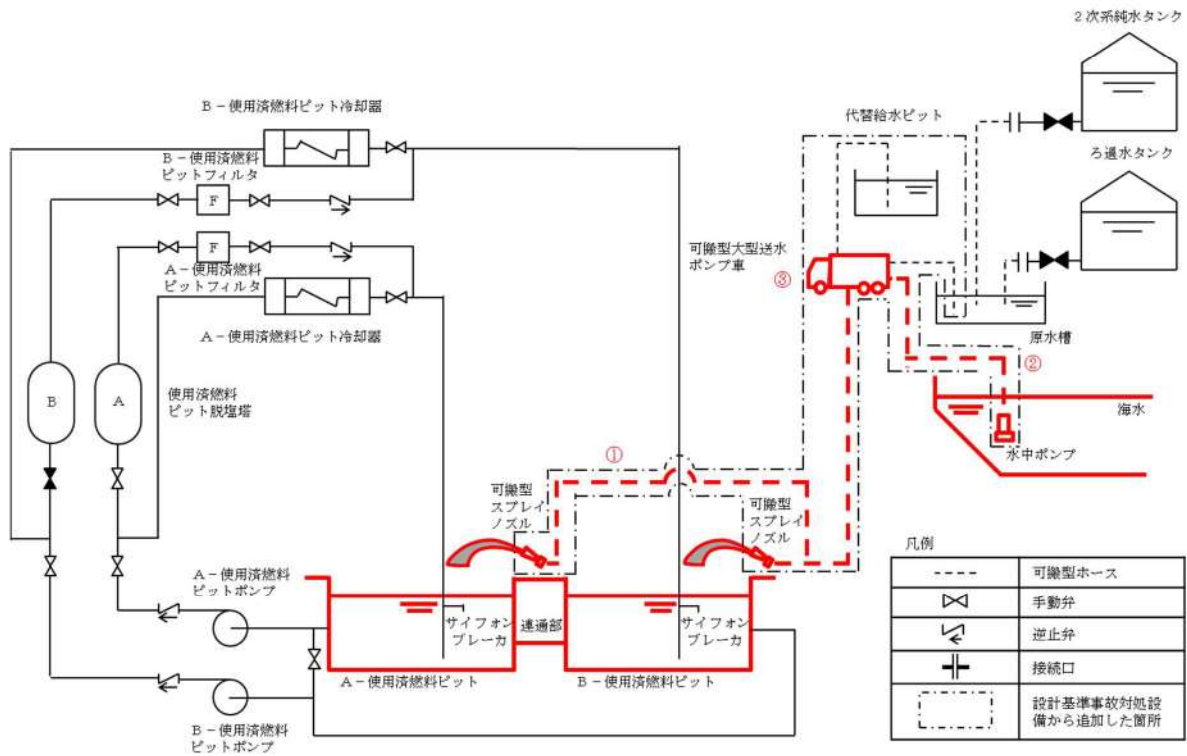 2次系純水タンク
B-使用済燃料ピット冷却器
代替給水ピット
B-使用済燃料
ピットフィルタ
ろ過水タンク
F
F
A-使用済燃料
ピットフィルタ
可搬型大型送水
ポンプ車
③
A-使用済燃料ピット冷却器
原水槽
②
B
A
使用済燃料
ピット脱塩塔
海水
水中ポンプ
①
可搬型
スプレイ
ノズル
可搬型
スプレイ
ノズル
A-使用済燃料
ピットポンプ
サイフォン
ブレーカ
連通部
サイフォン
ブレーカ
A-使用済燃料ピット
B-使用済燃料ピット
B-使用済燃料
ピットポンプ
凡例
可搬型ホース
手動弁
逆止弁
接続口
設計基準事故対処設
備から追加した箇所